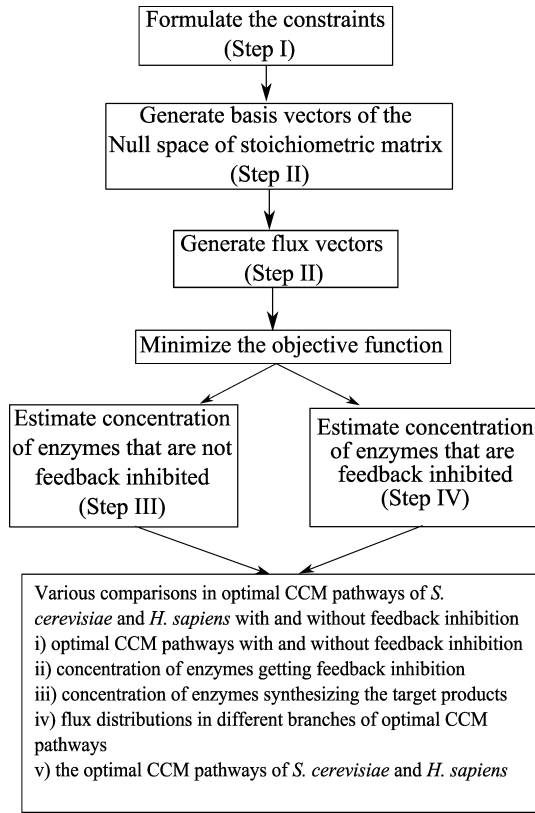 Formulate the constraints
(Step I)
Generate basis vectors of the
Null space of stoichiometric matrix
(Step II)
Generate flux vectors
(Step II)
Minimize the objective function
Estimate concentration
of enzymes that are not
feedback inhibited
(Step III)
Estimate concentration
of enzymes that are
feedback inhibited
(Step IV)
Various comparisons in optimal CCM pathways of S.
cerevisiae and H. sapiens with and without feedback inhibition
i) optimal CCM pathways with and without feedback inhibition
ii) concentration of enzymes getting feedback inhibition
iii) concentration of enzymes synthesizing the target products
iv) flux distributions in different branches of optimal CCM
pathways
v) the optimal CCM pathways of S. cerevisiae and H. sapiens